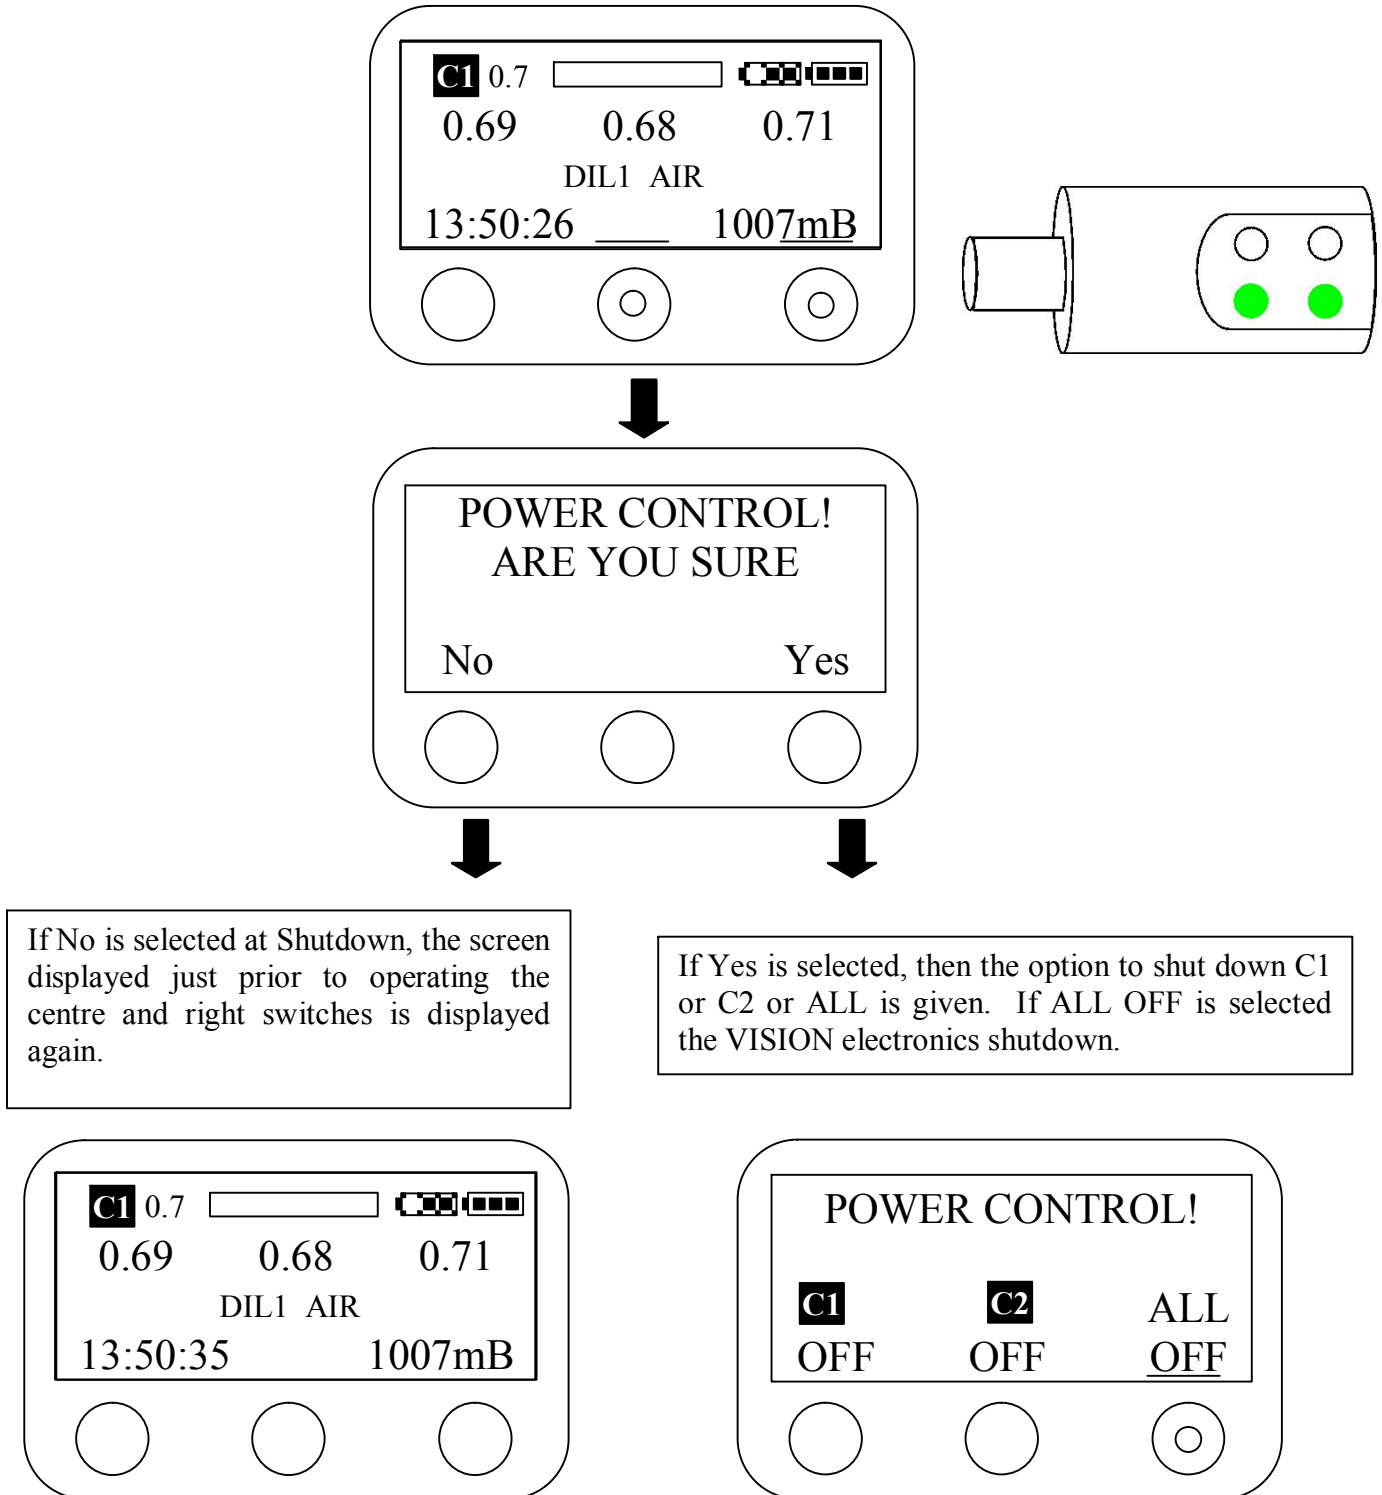 C1 0.7
0.69 0.68 0.71
DIL1 AIR
13:50:26 1007mB
POWER CONTROL!
ARE YOU SURE
No Yes
If No is selected at Shutdown, the screen
displayed just prior to operating the
centre and right switches is displayed
again.
If Yes is selected, then the option to shut down C1
or C2 or ALL is given. If ALL OFF is selected
the VISION electronics shutdown.
C1 0.7
0.69 0.68 0.71
DIL1 AIR
13:50:35 1007mB
POWER CONTROL!
C1 C2 ALL
OFF OFF OFF